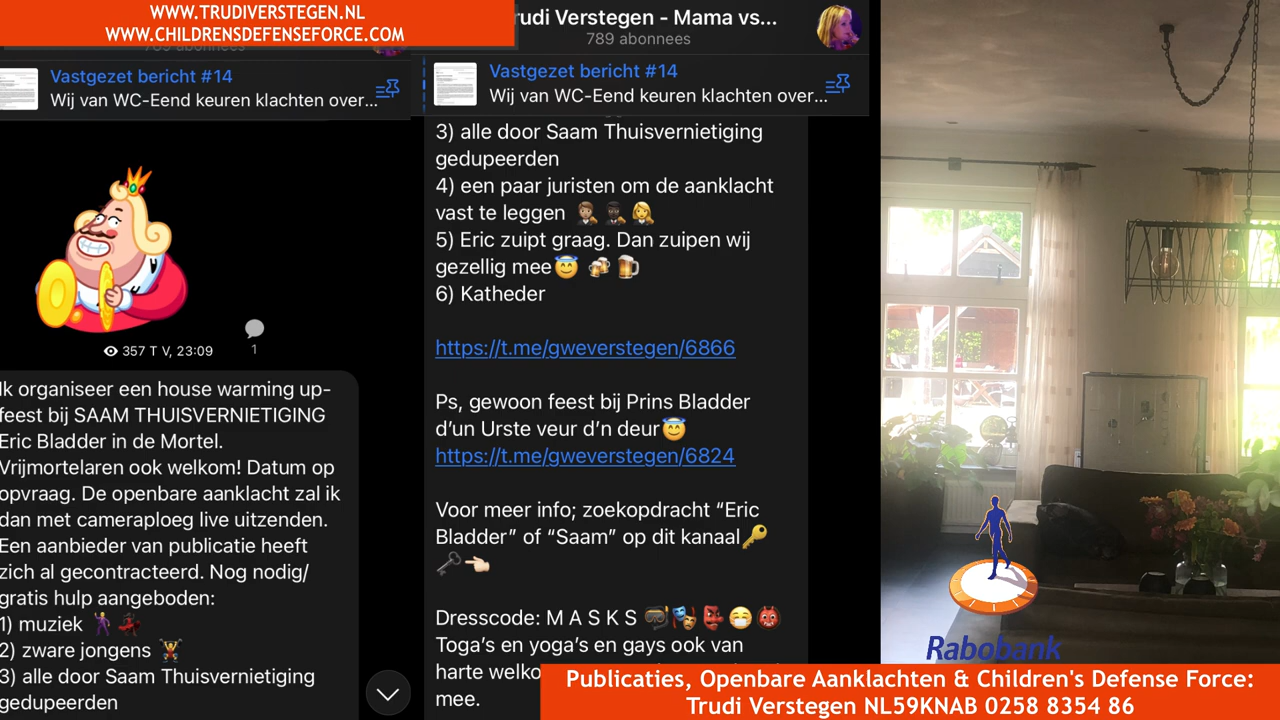 WWW.TRUDIVERSTEGEN.NL
WWW.CHILDRENSDEFENSEFORCE.COM
789 abonnees
Vastgezet bericht #14
Wij van WC-Eend keuren klachten over...
357 T V, 23:09
1
Ik organiseer een house warming up-
feest bij SAAM THUISVERNIETIGING
Eric Bladder in de Mortel.
Vrijmortelaren ook welkom! Datum op
opvraag. De openbare aanklacht zal ik
dan met cameraploeg live uitzenden.
Een aanbieder van publicatie heeft
zich al gecontracteerd. Nog nodig/
gratis hulp aangeboden:
1) muziek 🕺💃
2) zware jongens 🏋
3) alle door Saam Thuisvernietiging
gedupeerden
Trudi Verstegen - Mama vs...
789 abonnees
Vastgezet bericht #14
Wij van WC-Eend keuren klachten over...
3) alle door Saam Thuisvernietiging
gedupeerden
4) een paar juristen om de aanklacht
vast te leggen 🧑🏽‍⚖️👨🏿‍⚖️👩‍⚖️
5) Eric zuipt graag. Dan zuipen wij
gezellig mee😇 🍻🍺
6) Katheder
https://t.me/gweverstegen/6866
Ps, gewoon feest bij Prins Bladder
d’un Urste veur d’n deur😇
https://t.me/gweverstegen/6824
Voor meer info; zoekopdracht “Eric
Bladder” of “Saam” op dit kanaal🔑
🗝👈🏻
Dresscode: M A S K S 🤿🎭👺😷👹
Toga’s en yoga’s en gays ook van
harte
mee.
Rabobank
Publicaties, Openbare Aanklachten & Children's Defense Force:
Trudi Verstegen NL59KNAB 0258 8354 86